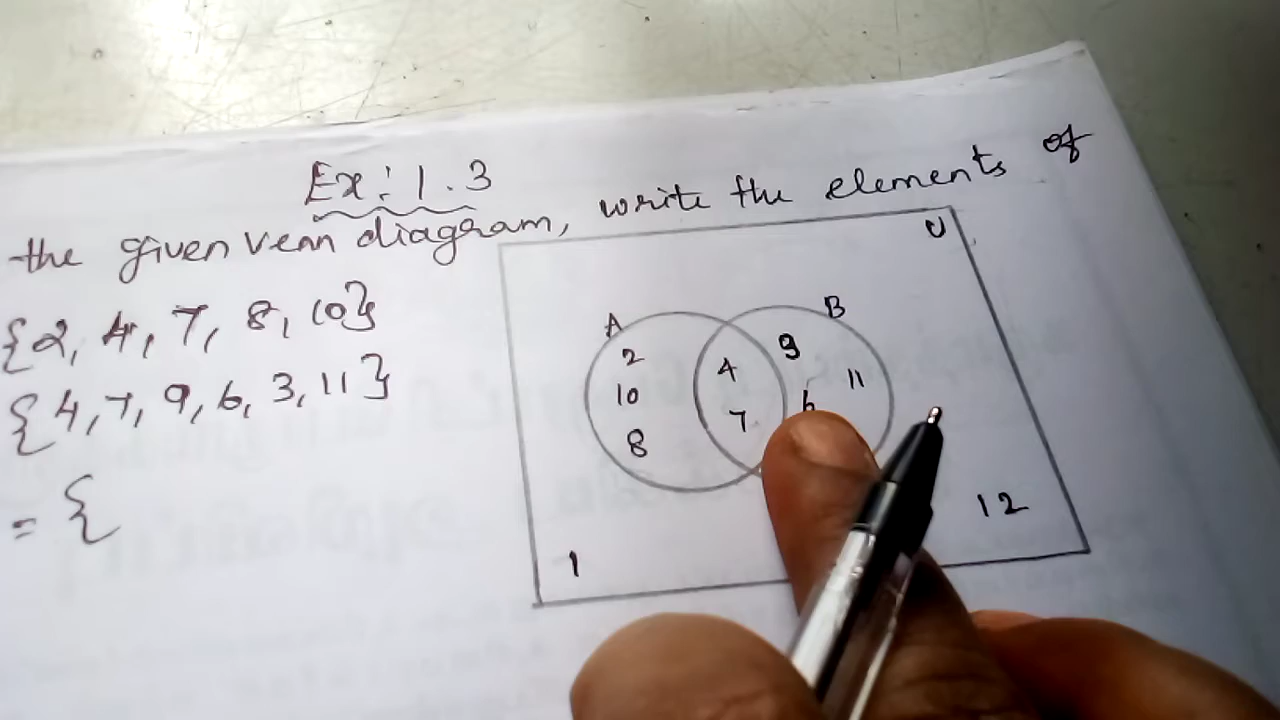 Ex: 1.3
the given venn diagram, write the elements of
{2, 4, 7, 8, 10}
{4, 7, 9, 6, 3, 11}
= {
U
A
B
2
4
9
10
11
7
6
8
12
1